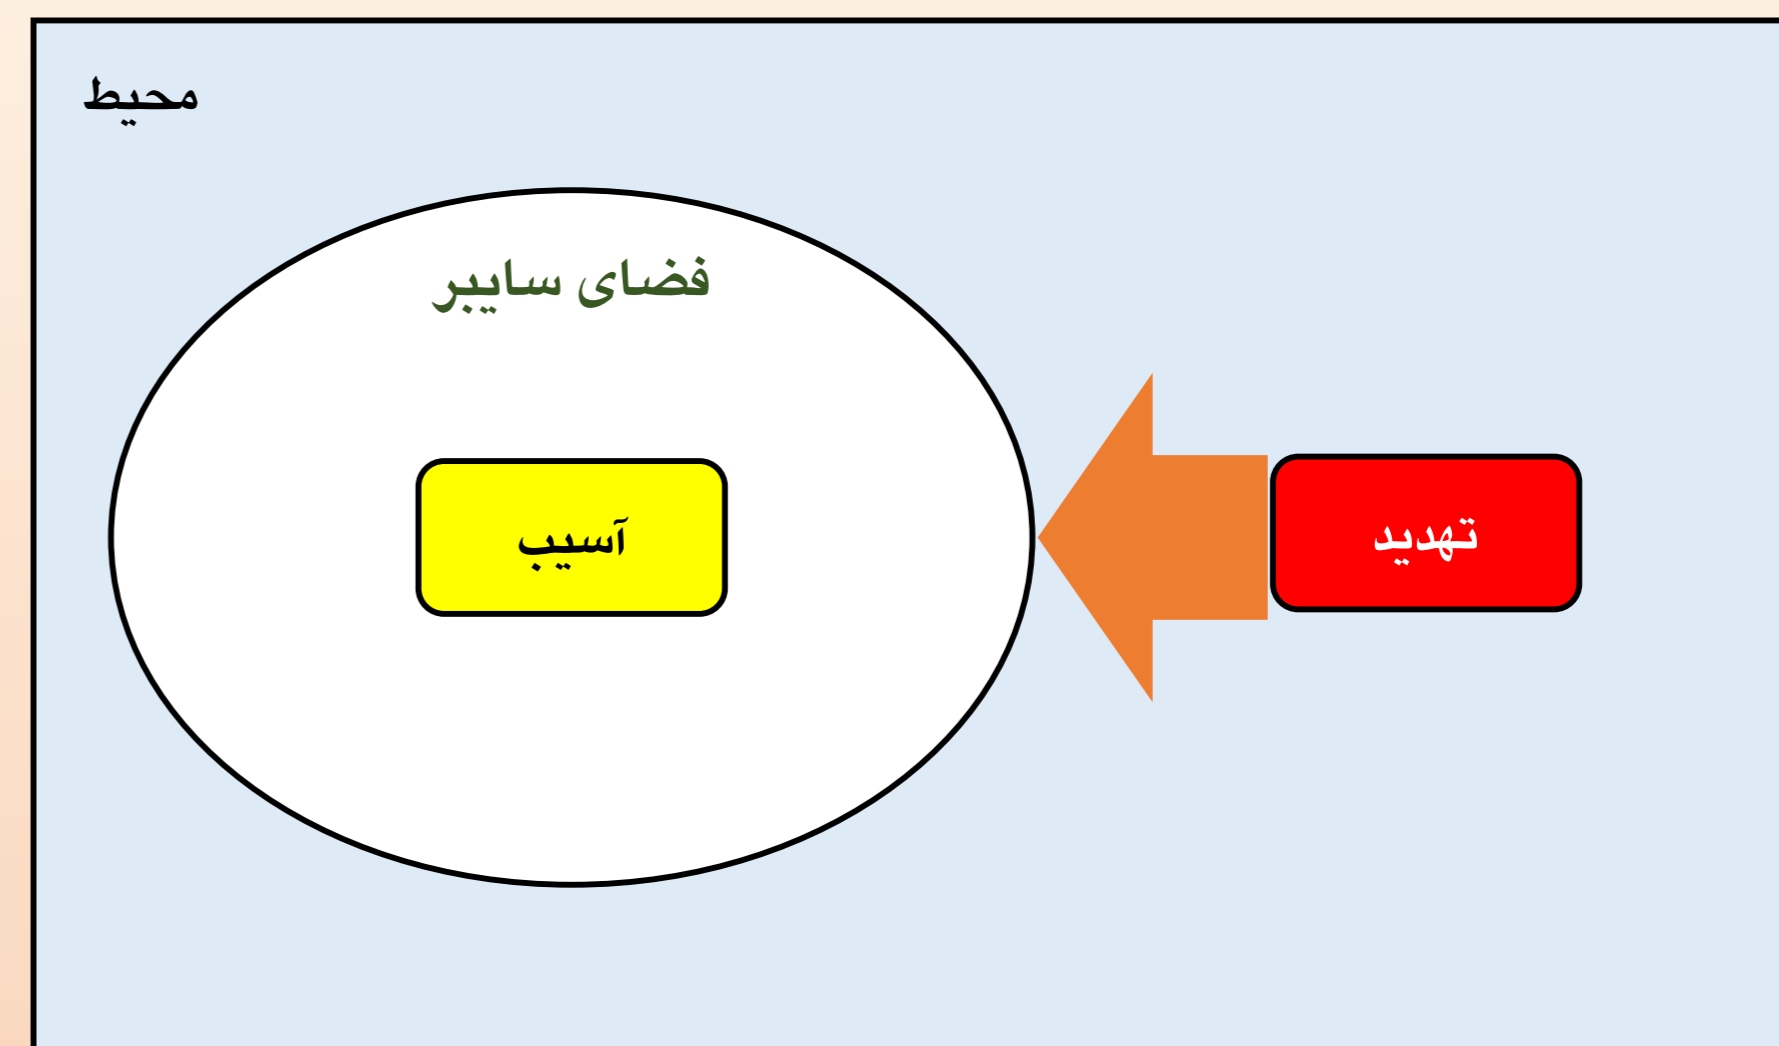 محیط
فضای سایبر
تهدید
آسیب